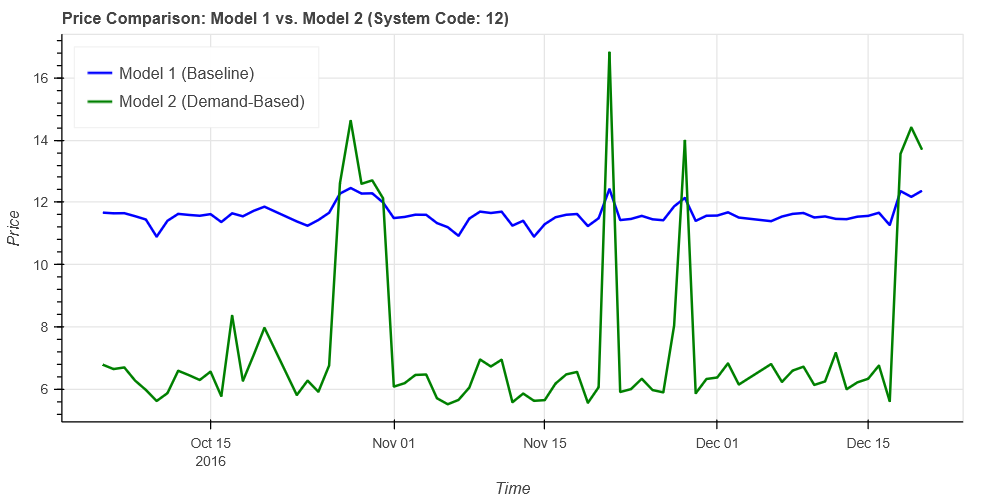 Price Comparison: Model 1 vs. Model 2 (System Code: 12)
Model 1 (Baseline)
Model 2 (Demand-Based)
16
14
12
10
8
6
Price
Oct 15
2016
Nov 01
Nov 15
Dec 01
Dec 15
Time